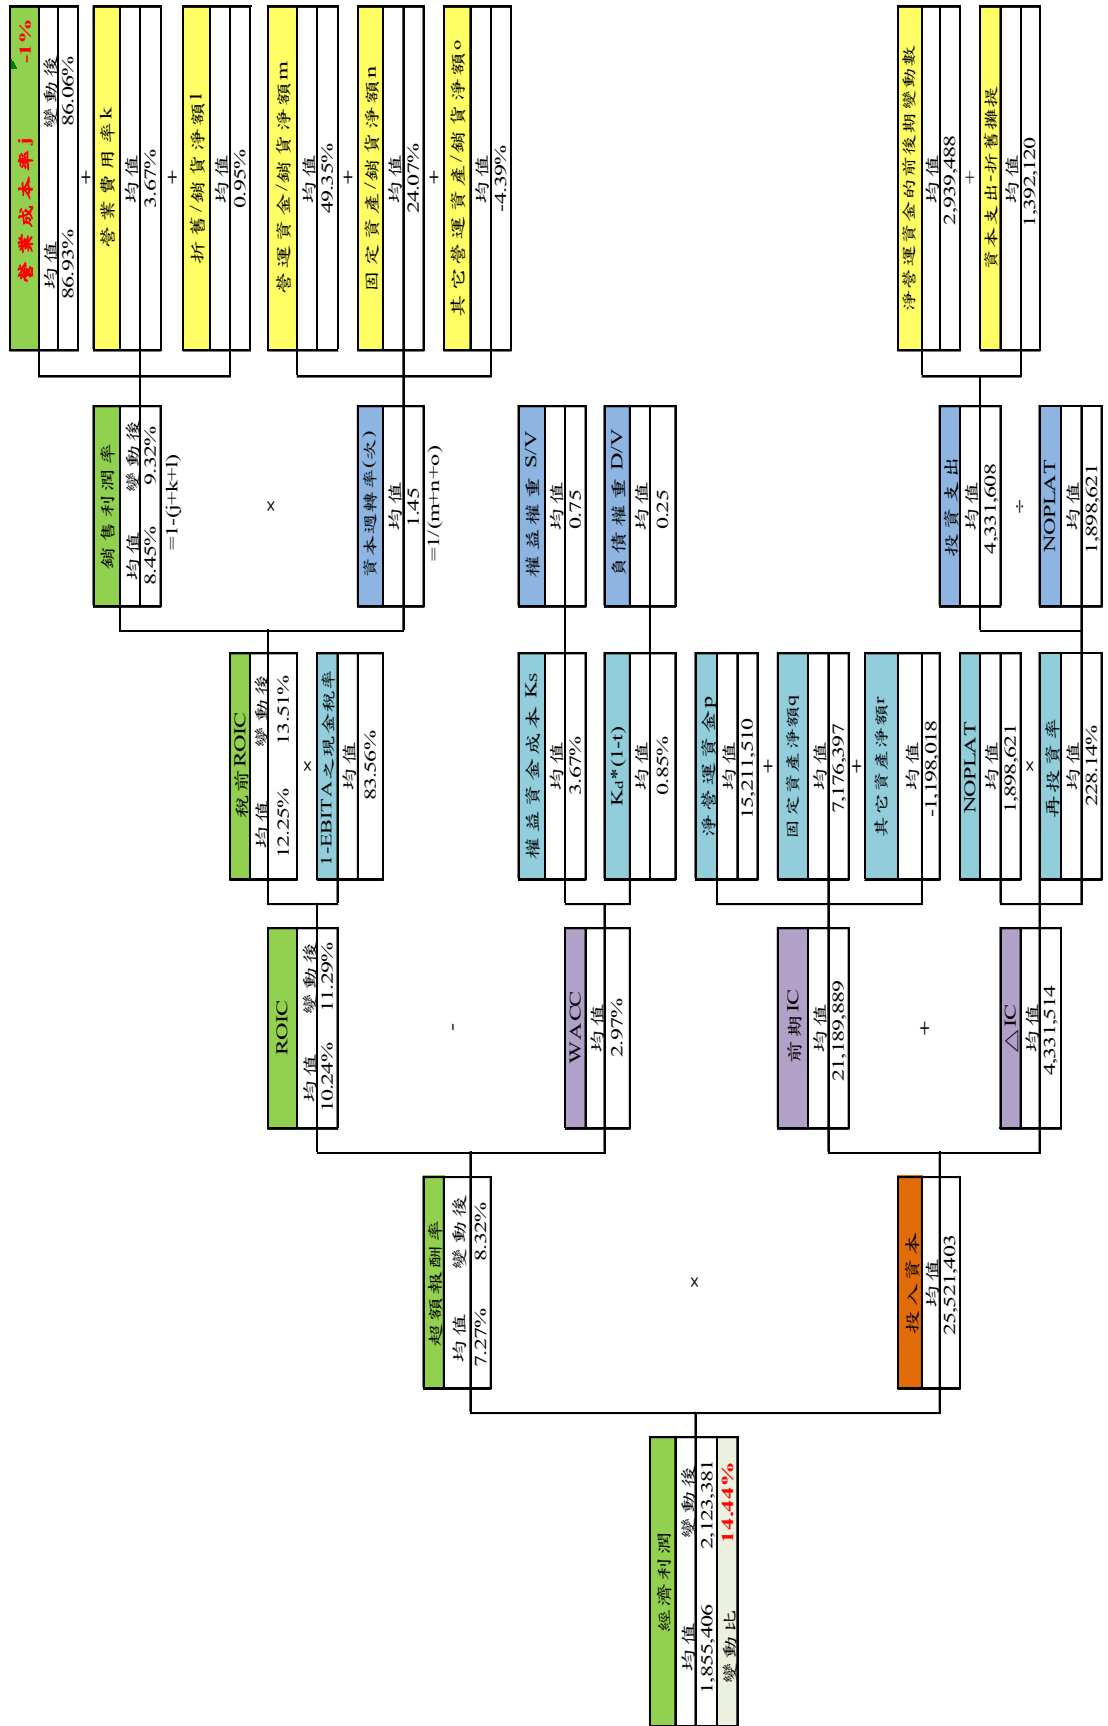 經濟利潤
均值 變動後
1,855,406 2,123,381
變動比 14.44%
超額報酬率
均值 變動後
7.27% 8.32%
×
投入資本
均值
25,521,403
ROIC
均值 變動後
10.24% 11.29%
-
WACC
均值
2.97%
前期IC
均值
21,189,889
+
△IC
均值
4,331,514
稅前ROIC
均值 變動後
12.25% 13.51%
×
1-EBITA之現金稅率
均值
83.56%
權益資金成本 Ks
均值
3.67%
Kd*(1-t)
均值
0.85%
淨營運資金p
均值
15,211,510
+
固定資產淨額q
均值
7,176,397
+
其它資產淨額r
均值
-1,198,018
NOPLAT
均值
1,898,621
×
再投資率
均值
228.14%
銷售利潤率
均值 變動後
8.45% 9.32%
=1-(j+k+l)
×
資本週轉率(次)
均值
1.45
=1/(m+n+o)
權益權重 S/V
均值
0.75
負債權重 D/V
均值
0.25
投資支出
均值
4,331,608
÷
NOPLAT
均值
1,898,621
營業成本率j -1%
均值 變動後
86.93% 86.06%
+
營業費用率k
均值
3.67%
+
折舊/銷貨淨額l
均值
0.95%
營運資金/銷貨淨額m
均值
49.35%
+
固定資產/銷貨淨額n
均值
24.07%
+
其它營運資產/銷貨淨額o
均值
-4.39%
淨營運資金的前後期變動數
均值
2,939,488
+
資本支出-折舊攤提
均值
1,392,120